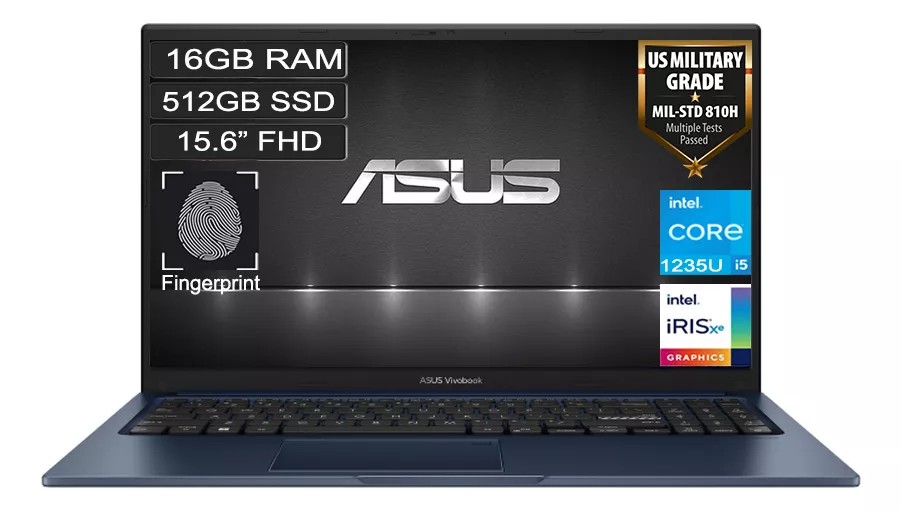 16GB RAM
512GB SSD
15.6” FHD
Fingerprint
ASUS
US MILITARY
GRADE
MIL-STD 810H
Multiple Tests
Passed
intel.
CORE
1235U i5
intel.
iRISxe
GRAPHICS
ASUS Vivobook